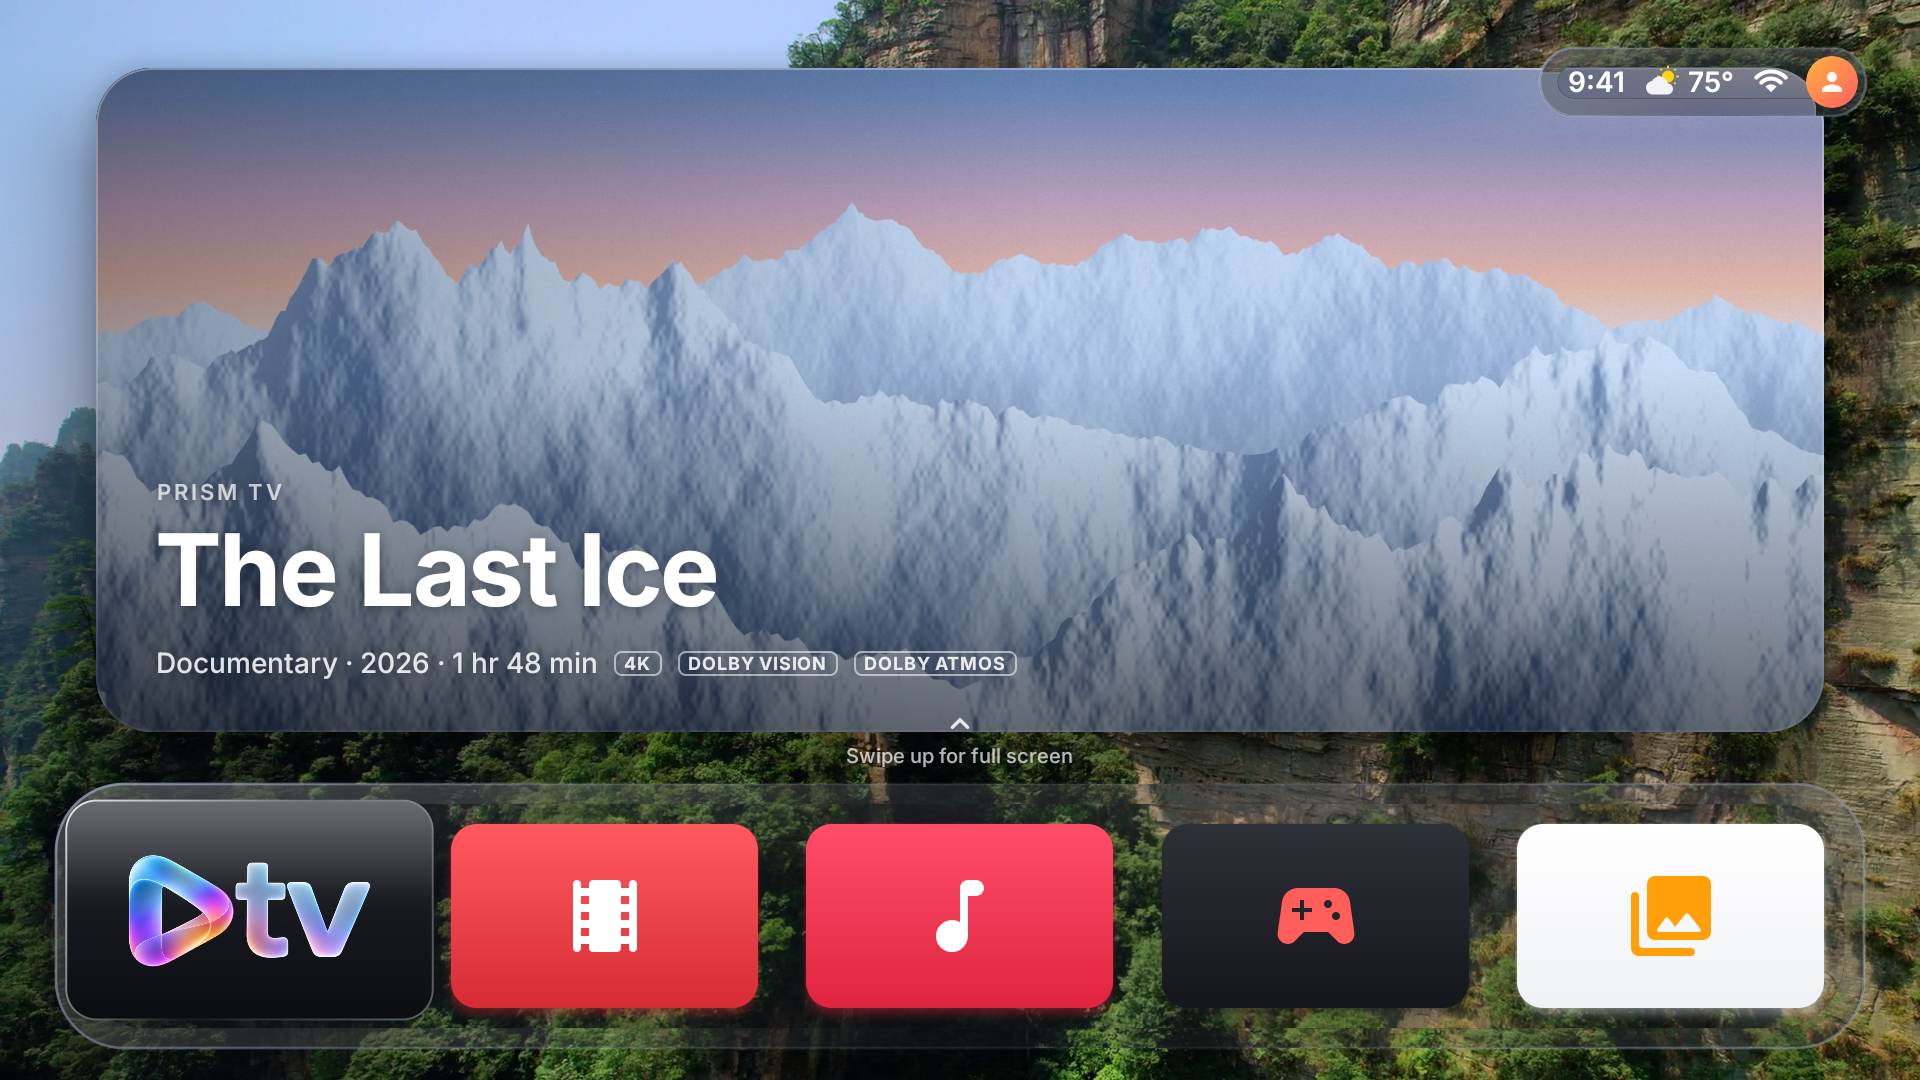 9:41 75°
PRISM TV
The Last Ice
Documentary · 2026 · 1 hr 48 min 4K DOLBY VISION DOLBY ATMOS
Swipe up for full screen
tv